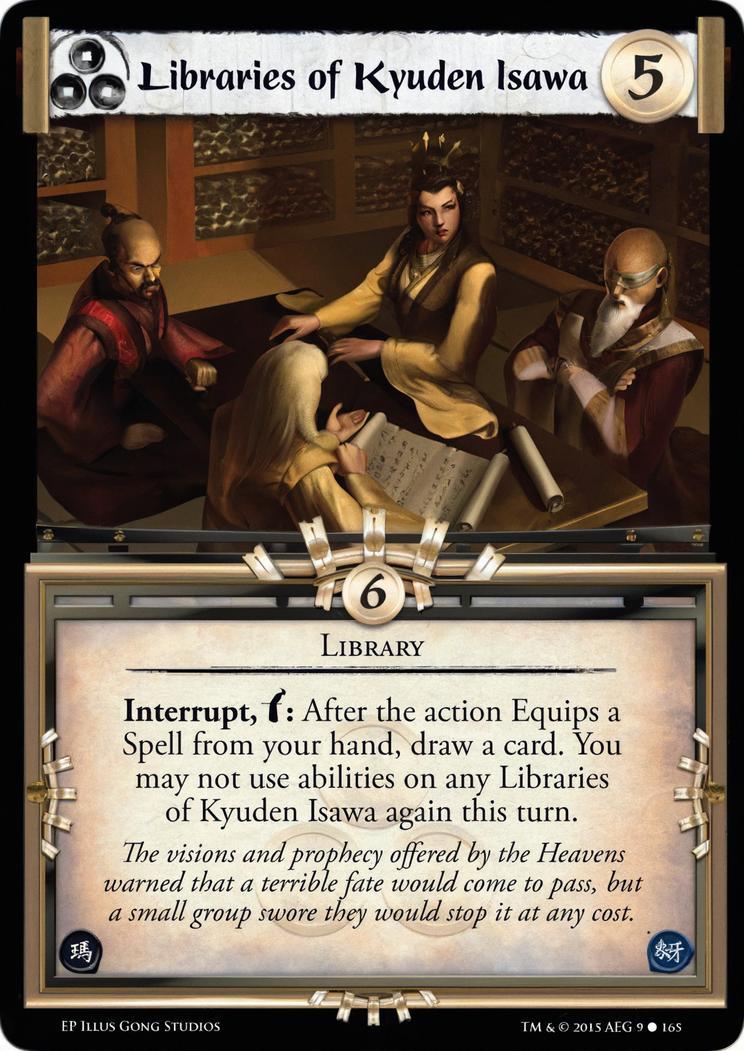 Libraries of Kyuden Isawa 5
6
Library
Interrupt, : After the action Equips a
Spell from your hand, draw a card. You
may not use abilities on any Libraries
of Kyuden Isawa again this turn.
The visions and prophecy offered by the Heavens
warned that a terrible fate would come to pass, but
a small group swore they would stop it at any cost.
瑪
EP Illus Gong Studios
TM & © 2015 AEG 9 ● 165